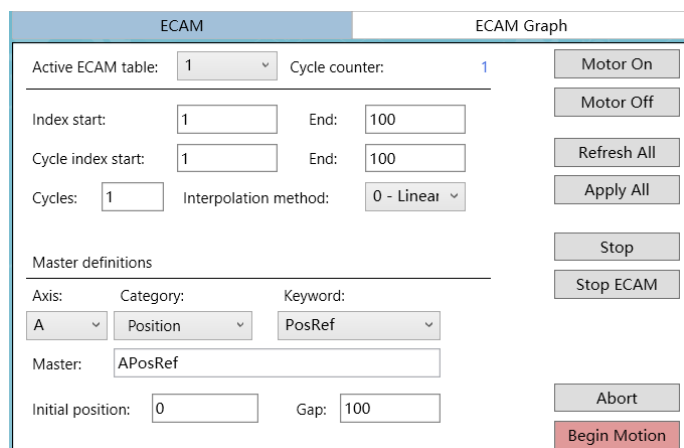 ECAM
ECAM Graph
Active ECAM table: 1 Cycle counter: 1
Motor On
Motor Off
Index start: 1 End: 100
Cycle index start: 1 End: 100
Refresh All
Cycles: 1 Interpolation method: 0 - Linear
Apply All
Stop
Master definitions
Stop ECAM
Axis: Category: Keyword:
A Position PosRef
Master: APosRef
Initial position: 0 Gap: 100
Abort
Begin Motion